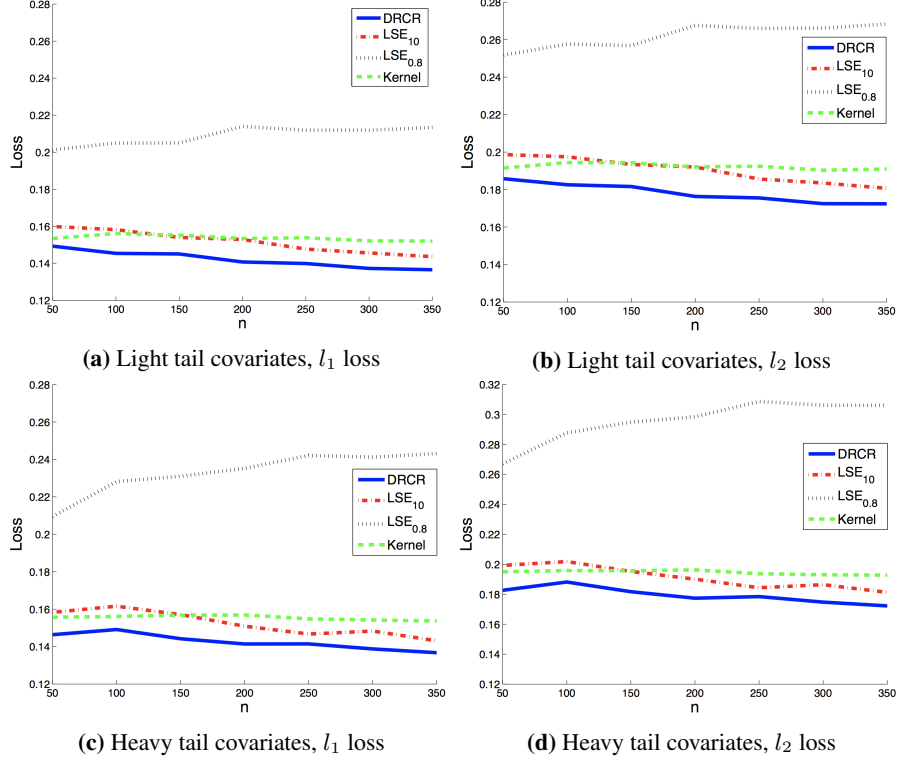 0.28
0.26
0.24
0.22
0.2
0.18
0.16
0.14
0.12
Loss
50 100 150 200 250 300 350
n
DRCR
LSE₁₀
LSE₀.₈
Kernel
(a) Light tail covariates, l₁ loss
0.28
0.26
0.24
0.22
0.2
0.18
0.16
0.14
0.12
Loss
50 100 150 200 250 300 350
n
DRCR
LSE₁₀
LSE₀.₈
Kernel
(b) Light tail covariates, l₂ loss
0.28
0.26
0.24
0.22
0.2
0.18
0.16
0.14
0.12
Loss
50 100 150 200 250 300 350
n
DRCR
LSE₁₀
LSE₀.₈
Kernel
(c) Heavy tail covariates, l₁ loss
0.32
0.3
0.28
0.26
0.24
0.22
0.2
0.18
0.16
0.14
0.12
Loss
50 100 150 200 250 300 350
n
DRCR
LSE₁₀
LSE₀.₈
Kernel
(d) Heavy tail covariates, l₂ loss